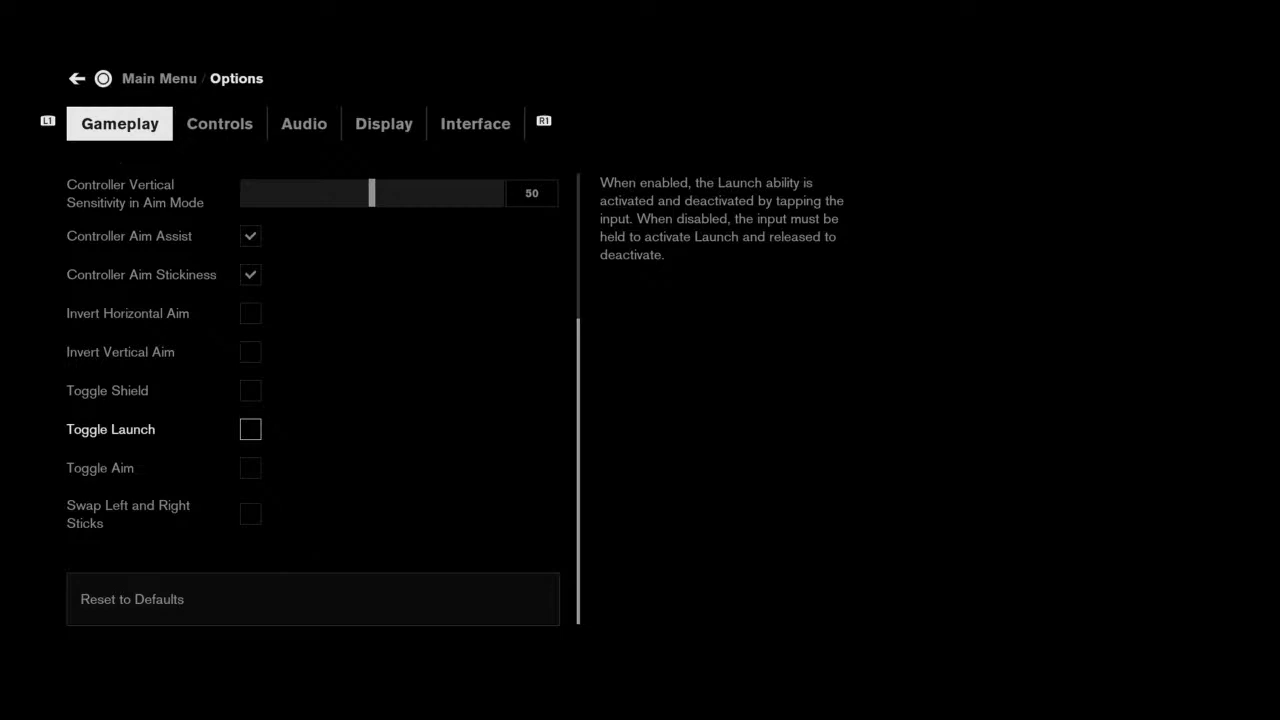 Main Menu / Options
L1 Gameplay Controls Audio Display Interface R1
Controller Vertical
Sensitivity in Aim Mode
50
Controller Aim Assist
Controller Aim Stickiness
Invert Horizontal Aim
Invert Vertical Aim
Toggle Shield
Toggle Launch
Toggle Aim
Swap Left and Right
Sticks
Reset to Defaults
When enabled, the Launch ability is
activated and deactivated by tapping the
input. When disabled, the input must be
held to activate Launch and released to
deactivate.